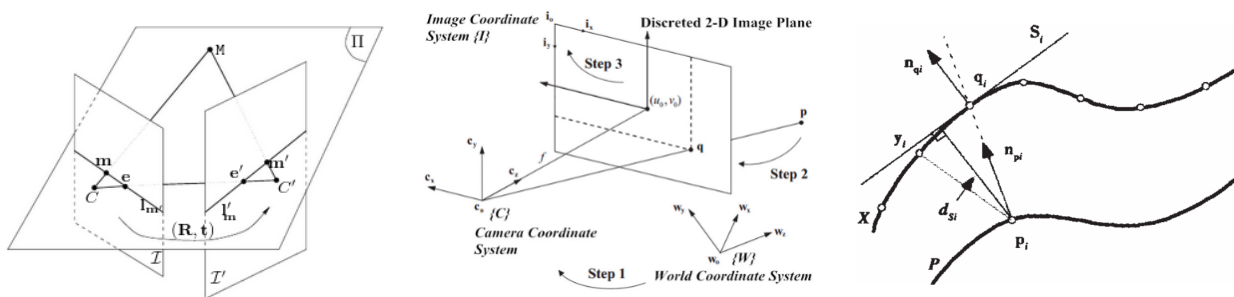 Π
M
m
m′
e
e′
C
C′
l_m′
l′_m
(R, t)
I
I′
Image Coordinate
System {I}
i_o
i_x
i_y
Discreted 2-D Image Plane
Step 3
(u_0, v_0)
p
c_y
c_z
f
q
Step 2
c_x
c_o
{C}
w_y
w_x
w_z
Camera Coordinate
System
w_o
{W}
Step 1
World Coordinate System
S_i
n_qi
q_i
y_i
n_pi
X
d_Si
p_i
P